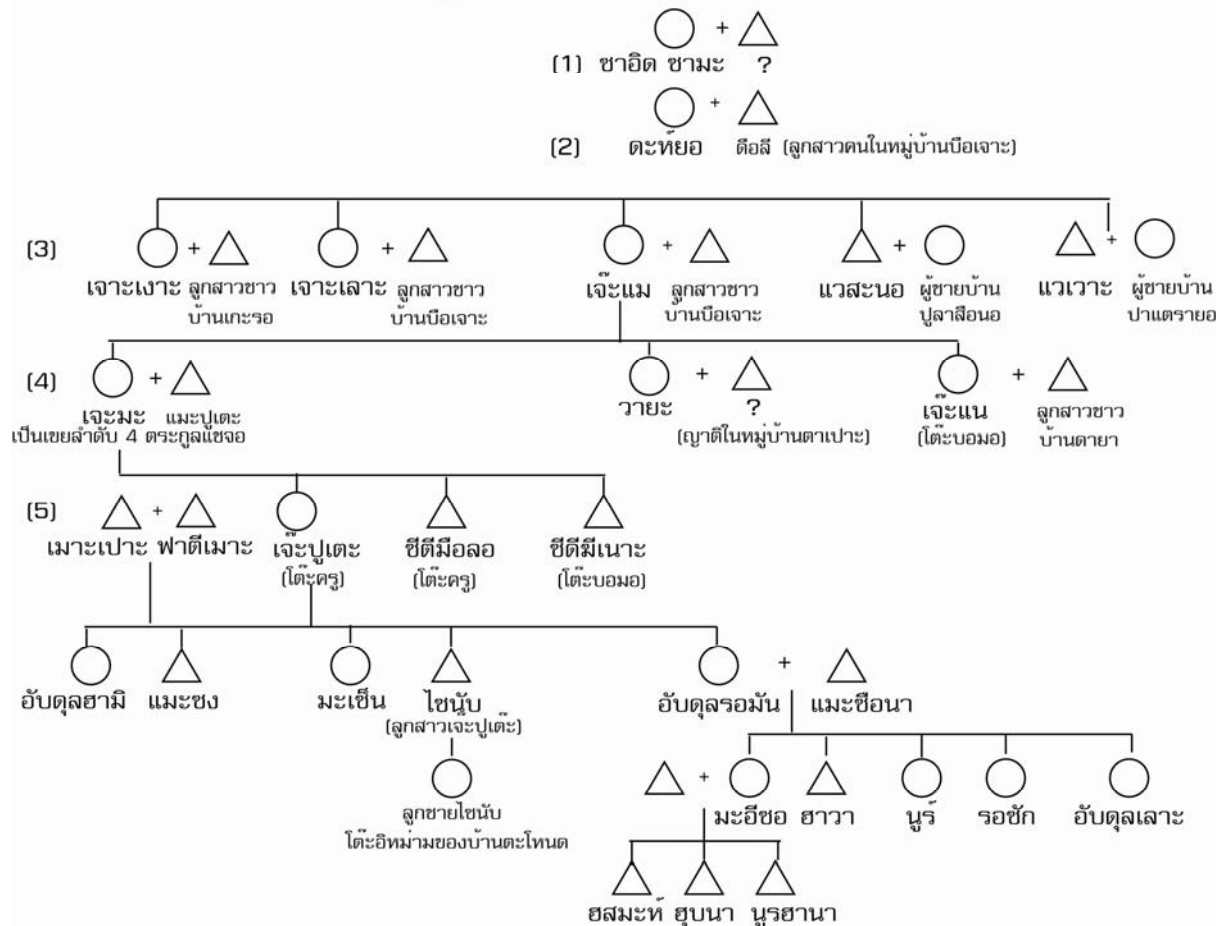 (1) ซาอิด ซามะ ?
(2) ดะห์ยอ ดือลี (ลูกสาวคนในหมู่บ้านบือเจาะ)
(3)
เจาะเงาะ ลูกสาวชาว เจาะเลาะ ลูกสาวชาว เจ๊ะแม ลูกสาวชาว แวสะนอ ผู้ชายบ้าน แวเวาะ ผู้ชายบ้าน
บ้านเกะรอ บ้านบือเจาะ บ้านบือเจาะ ปูลาสือนอ ปาแตรายอ
(4)
เจะมะ แมะปูเตะ วายะ ? เจ๊ะแน ลูกสาวชาว
เป็นเขยลำดับ 4 ตระกูลแชจอ (ญาติในหมู่บ้านตาเปาะ) (โต๊ะบอมอ) บ้านดายา
(5)
เมาะเปาะ ฟาตีเมาะ เจ๊ะปูเตะ ซีตีมือลอ ซีดีมีเนาะ
(โต๊ะครู) (โต๊ะครู) (โต๊ะบอมอ)
อับดุลฮามิ แมะซง มะเซ็น ไซนับ อับดุลรอมัน แมะซือนา
(ลูกสาวเจ๊ะปูเต๊ะ)
มะอีซอ ฮาวา นูร์ รอซัก อับดุลเลาะ
ลูกชายไซนับ
โต๊ะอิหม่ามของบ้านตะโหนด
ฮสมะห์ ฮุบนา นูรฮานา